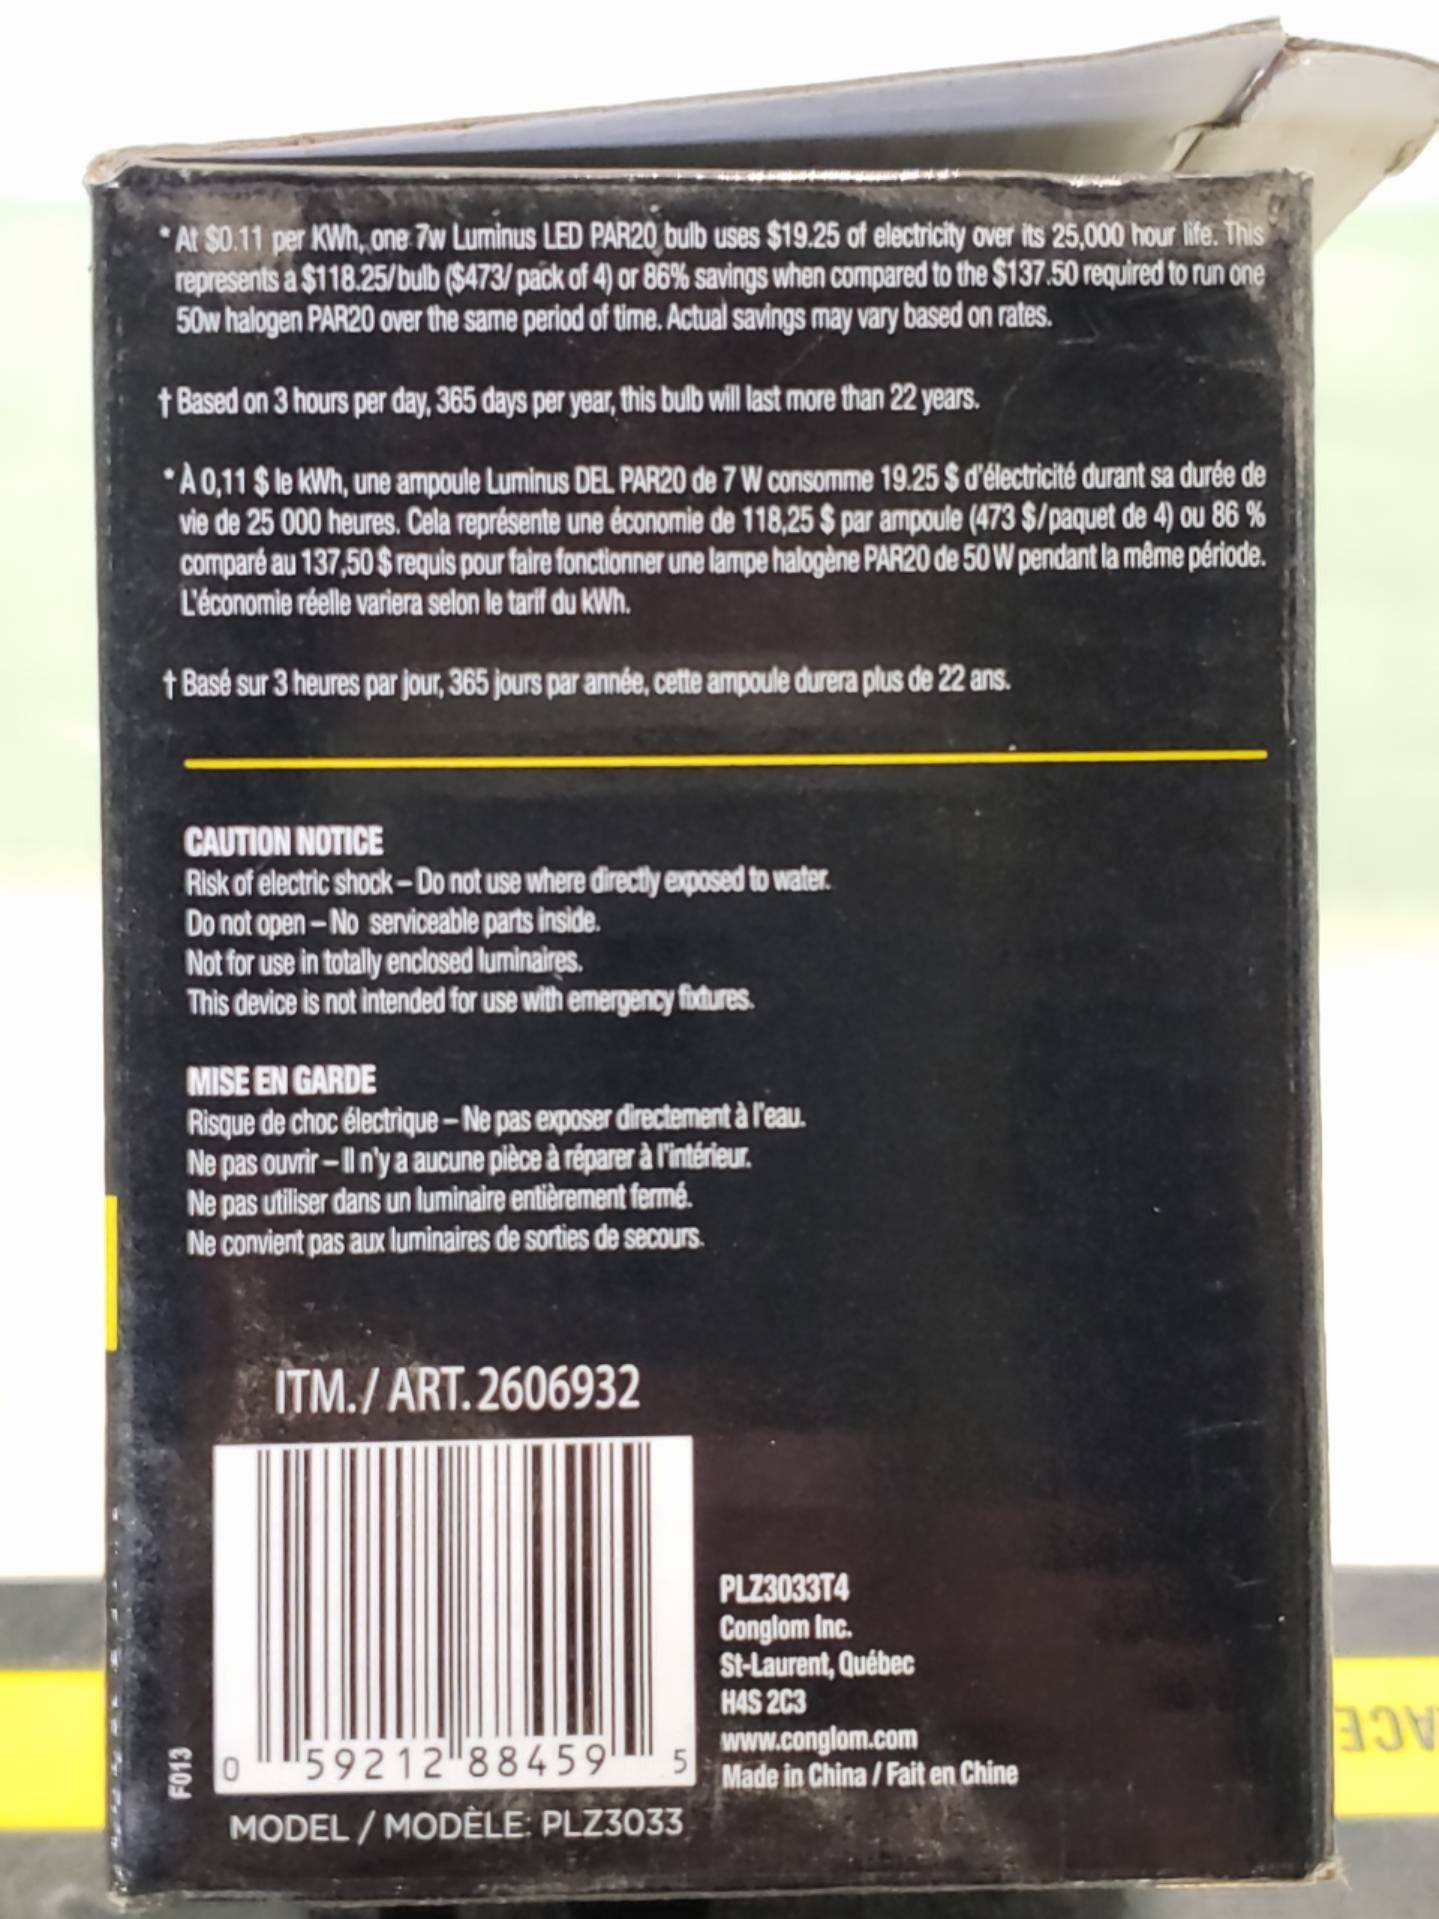 * At $0.11 per KWh, one 7w Luminus LED PAR20 bulb uses $19.25 of electricity over its 25,000 hour life. This
represents a $118.25/bulb ($473/ pack of 4) or 86% savings when compared to the $137.50 required to run one
50w halogen PAR20 over the same period of time. Actual savings may vary based on rates.
† Based on 3 hours per day, 365 days per year, this bulb will last more than 22 years.
* À 0,11 $ le kWh, une ampoule Luminus DEL PAR20 de 7 W consomme 19.25 $ d'électricité durant sa durée de
vie de 25 000 heures. Cela représente une économie de 118,25 $ par ampoule (473 $/paquet de 4) ou 86 %
comparé au 137,50 $ requis pour faire fonctionner une lampe halogène PAR20 de 50 W pendant la même période.
L'économie réelle variera selon le tarif du kWh.
† Basé sur 3 heures par jour, 365 jours par année, cette ampoule durera plus de 22 ans.
CAUTION NOTICE
Risk of electric shock – Do not use where directly exposed to water.
Do not open – No serviceable parts inside.
Not for use in totally enclosed luminaires.
This device is not intended for use with emergency fixtures.
MISE EN GARDE
Risque de choc électrique – Ne pas exposer directement à l'eau.
Ne pas ouvrir – Il n'y a aucune pièce à réparer à l'intérieur.
Ne pas utiliser dans un luminaire entièrement fermé.
Ne convient pas aux luminaires de sorties de secours.
ITM. / ART. 2606932
0 59212 88459 5
F013
MODEL / MODÈLE: PLZ3033
PLZ3033T4
Conglom Inc.
St-Laurent, Québec
H4S 2C3
www.conglom.com
Made in China / Fait en Chine